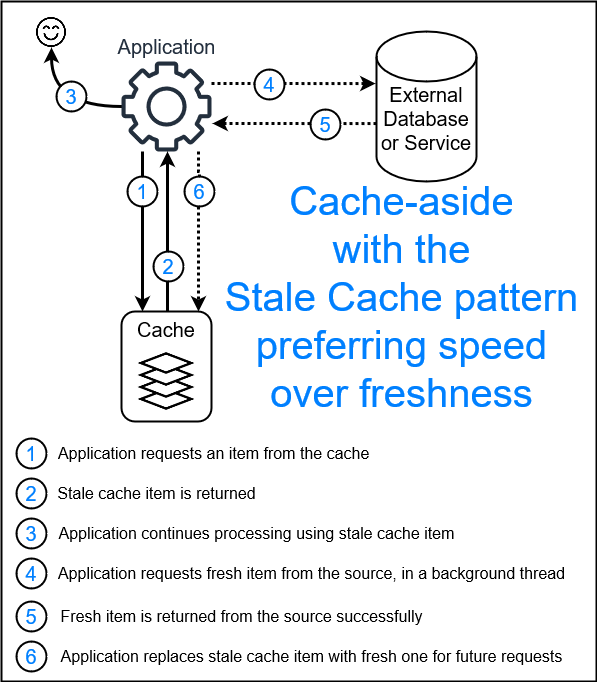 Application
3
4
External
Database
or Service
5
1
6
2
Cache-aside
with the
Stale Cache pattern
preferring speed
over freshness
Cache
1 Application requests an item from the cache
2 Stale cache item is returned
3 Application continues processing using stale cache item
4 Application requests fresh item from the source, in a background thread
5 Fresh item is returned from the source successfully
6 Application replaces stale cache item with fresh one for future requests